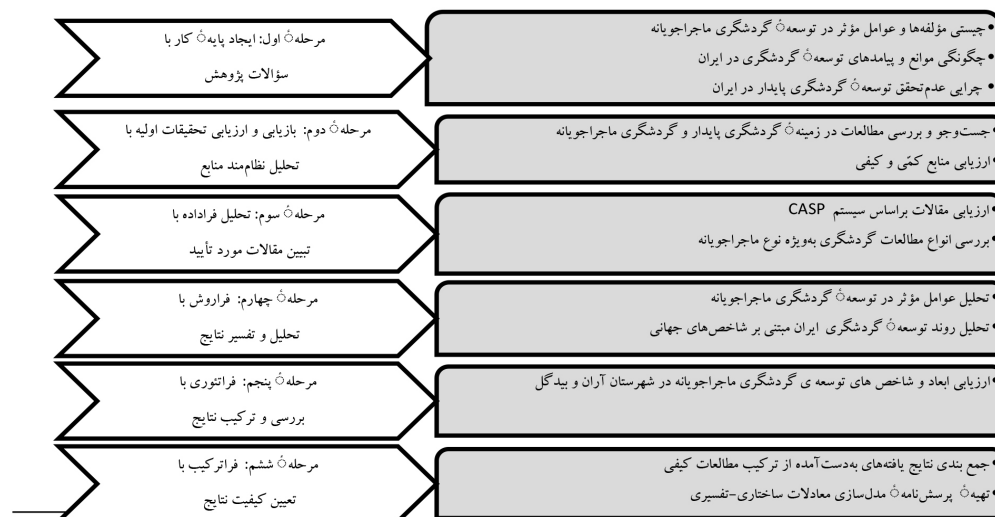 مرحلهٔ اول: ایجاد پایهٔ کار با
سؤالات پژوهش
•چیستی مؤلفه‌ها و عوامل مؤثر در توسعهٔ گردشگری ماجراجویانه
•چگونگی موانع و پیامدهای توسعهٔ گردشگری در ایران
• چرایی عدم‌تحقق توسعهٔ گردشگری پایدار در ایران
مرحلهٔ دوم: بازیابی و ارزیابی تحقیقات اولیه با
تحلیل نظام‌مند منابع
•جست‌وجو و بررسی مطالعات در زمینهٔ گردشگری پایدار و گردشگری ماجراجویانه
•ارزیابی منابع کمّی و کیفی
مرحلهٔ سوم: تحلیل فراداده با
تبیین مقالات مورد تأیید
•ارزیابی مقالات براساس سیستم CASP
•بررسی انواع مطالعات گردشگری به‌ویژه نوع ماجراجویانه
مرحلهٔ چهارم: فراروش با
تحلیل و تفسیر نتایج
•تحلیل عوامل مؤثر در توسعهٔ گردشگری ماجراجویانه
•تحلیل روند توسعهٔ گردشگری ایران مبتنی بر شاخص‌های جهانی
مرحلهٔ پنجم: فراتئوری با
بررسی و ترکیب نتایج
•ارزیابی ابعاد و شاخص های توسعه ی گردشگری ماجراجویانه در شهرستان آران و بیدگل
مرحلهٔ ششم: فراترکیب با
تعیین کیفیت نتایج
•جمع بندی نتایج یافته‌های به‌دست‌آمده از ترکیب مطالعات کیفی
•تهیهٔ پرسش‌نامهٔ مدل‌سازی معادلات ساختاری-تفسیری